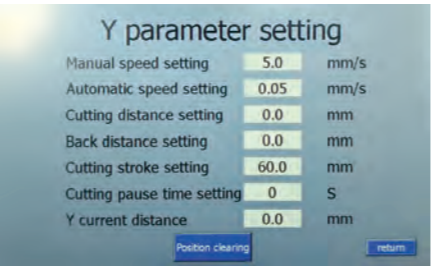 Y parameter setting
Manual speed setting 5.0 mm/s
Automatic speed setting 0.05 mm/s
Cutting distance setting 0.0 mm
Back distance setting 0.0 mm
Cutting stroke setting 60.0 mm
Cutting pause time setting 0 S
Y current distance 0.0 mm
Position clearing return